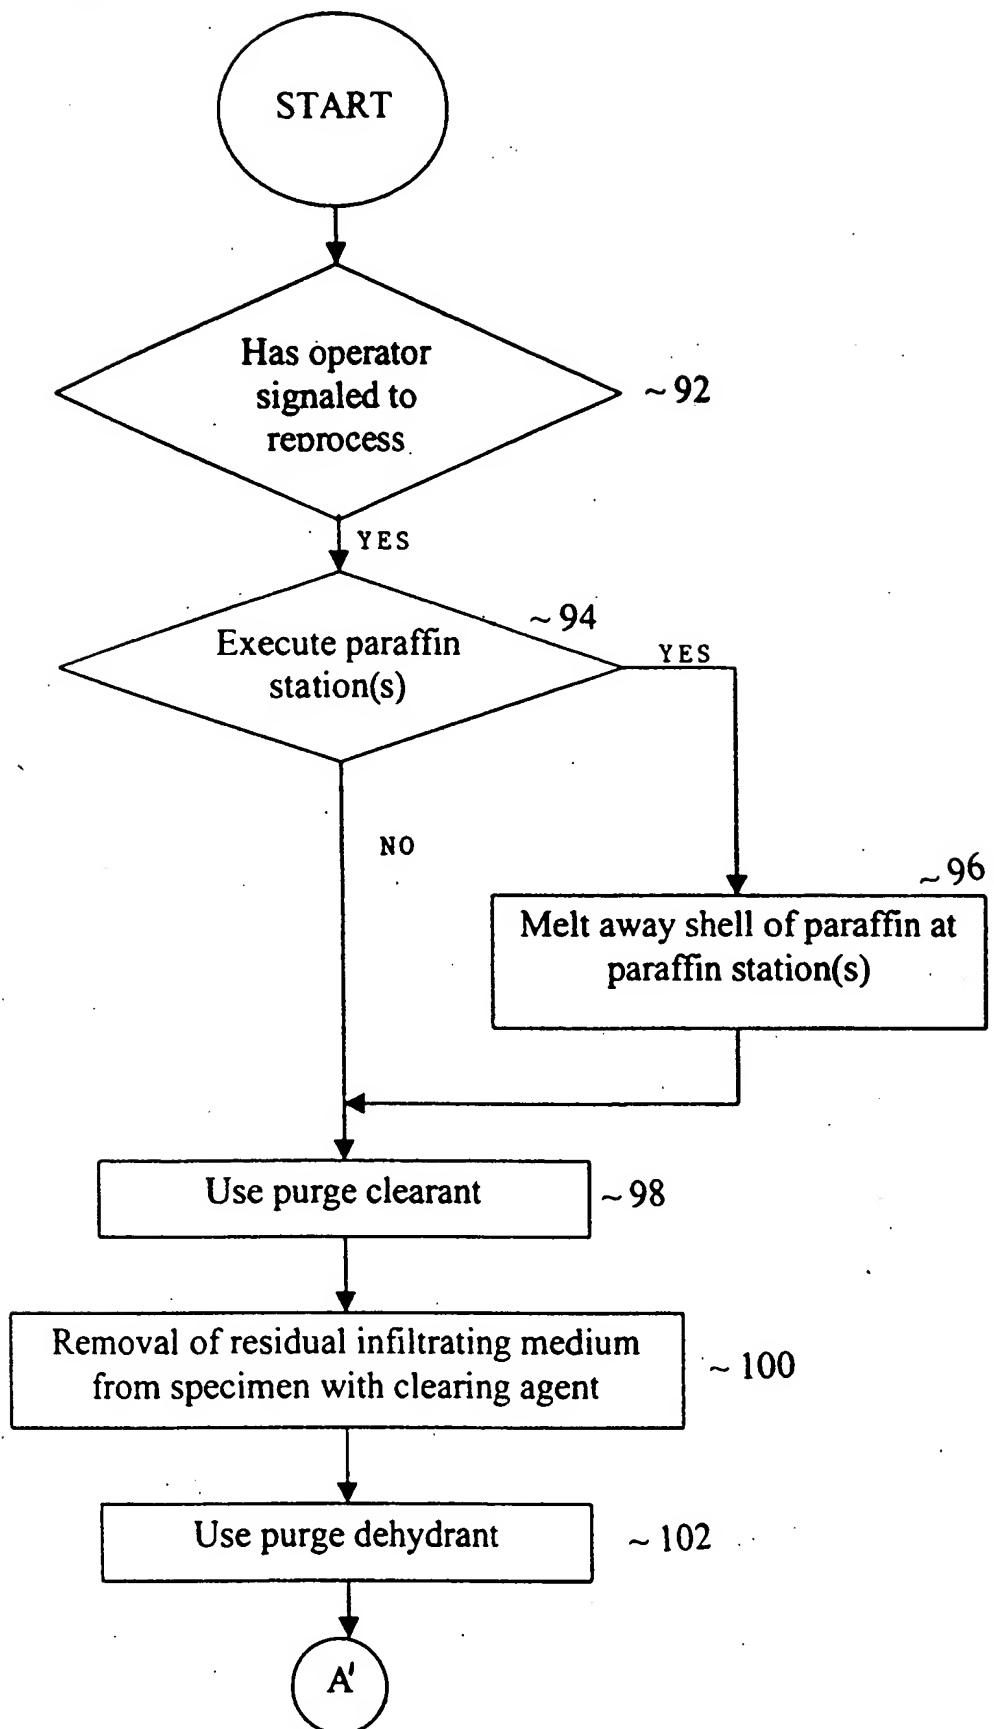 START
Has operator
signaled to
reprocess
~92
YES
~94
Execute paraffin
station(s)
YES
NO
~96
Melt away shell of paraffin at
paraffin station(s)
Use purge clearant
~98
Removal of residual infiltrating medium
from specimen with clearing agent
~100
Use purge dehydrant
~102
A'